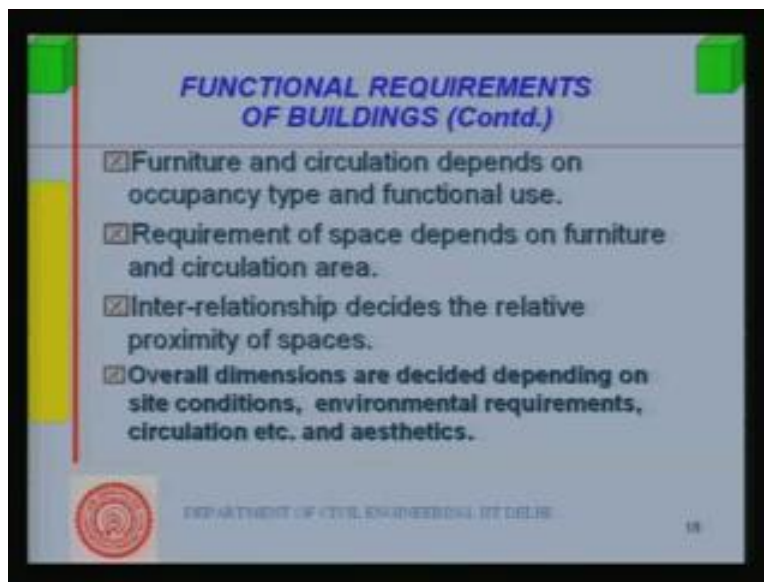 FUNCTIONAL REQUIREMENTS
OF BUILDINGS (Contd.)
Furniture and circulation depends on
occupancy type and functional use.
Requirement of space depends on furniture
and circulation area.
Inter-relationship decides the relative
proximity of spaces.
Overall dimensions are decided depending on
site conditions, environmental requirements,
circulation etc. and aesthetics.
DEPARTMENT OF CIVIL ENGINEERING, IIT DELHI